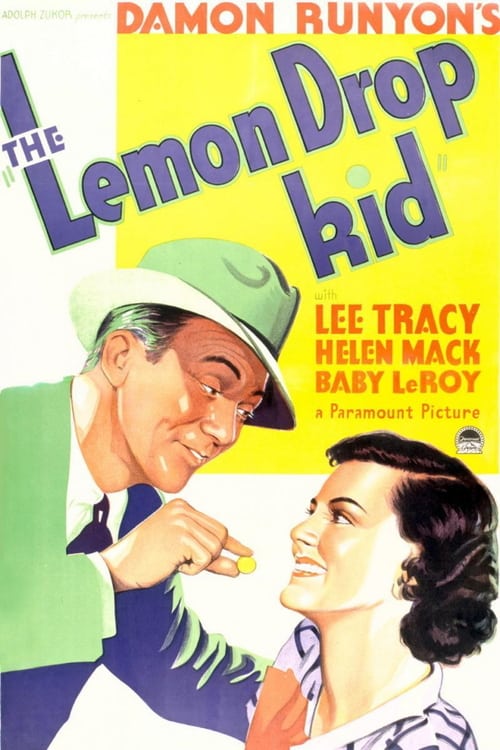 ADOLPH ZUKOR presents
DAMON RUNYON'S
"THE Lemon Drop
Kid"
with
LEE TRACY
HELEN MACK
BABY LeROY
a Paramount Picture